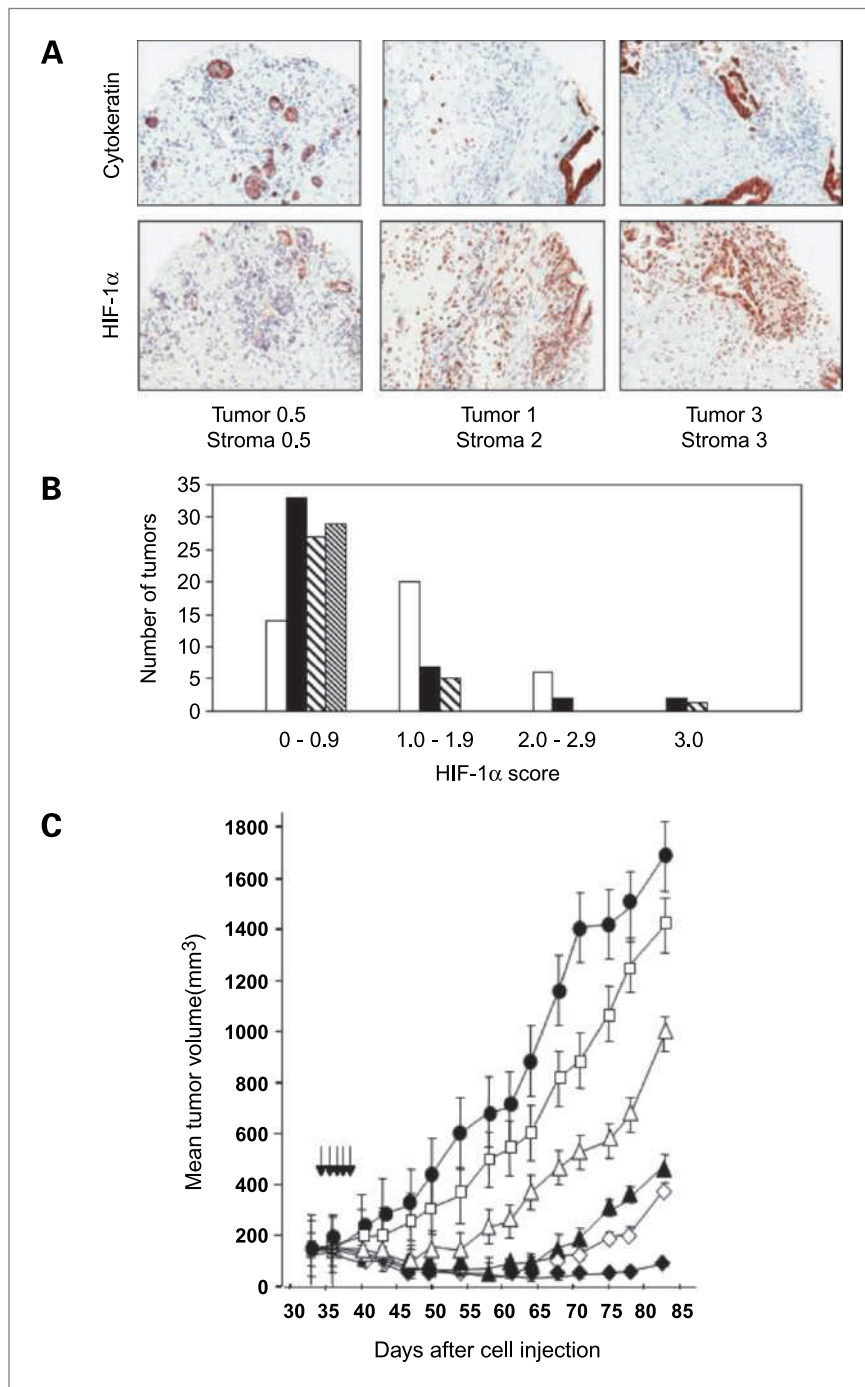 A
Cytokeratin
HIF-1α
Tumor 0.5
Stroma 0.5
Tumor 1
Stroma 2
Tumor 3
Stroma 3
B
Number of tumors
35
30
25
20
15
10
5
0
0 - 0.9
1.0 - 1.9
2.0 - 2.9
3.0
HIF-1α score
C
Mean tumor volume(mm³)
1800
1600
1400
1200
1000
800
600
400
200
0
30 35 40 45 50 55 60 65 70 75 80 85
Days after cell injection